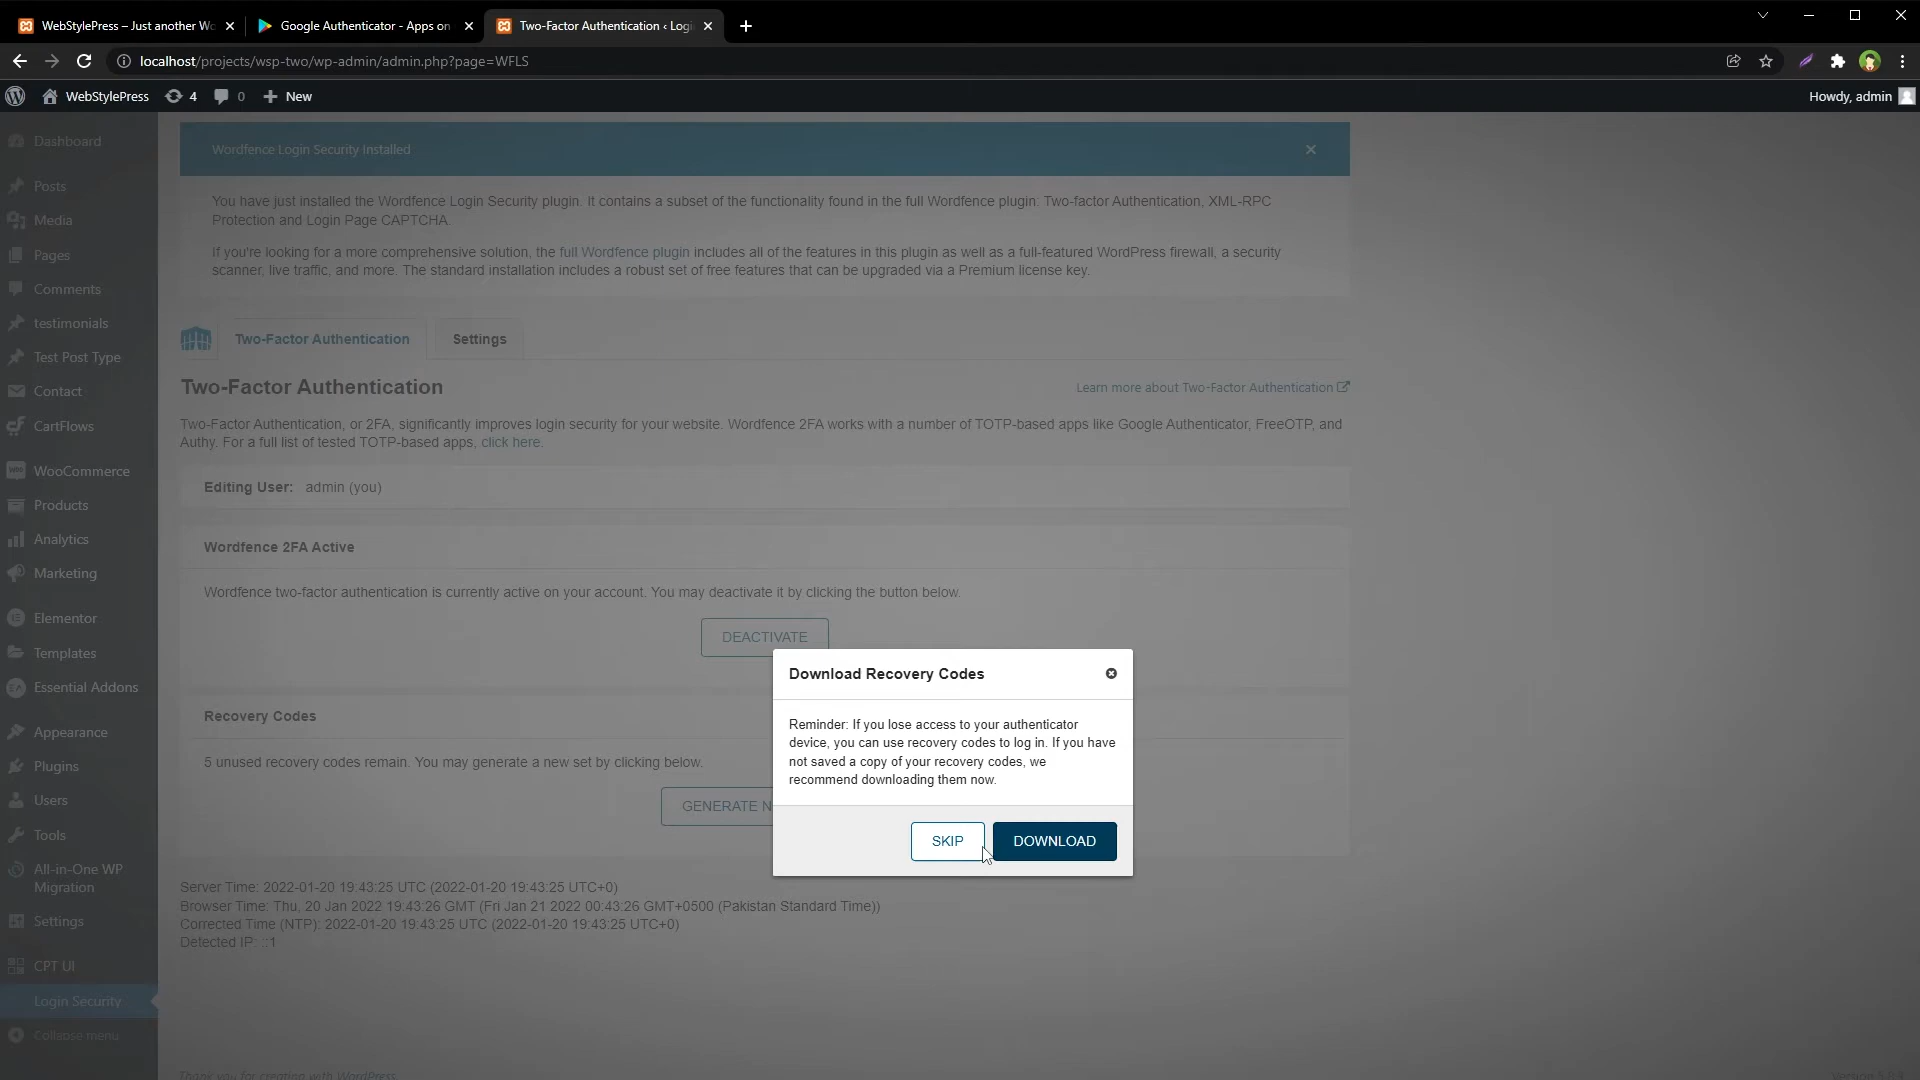 WebStylePress – Just another Wo
Google Authenticator - Apps on
Two-Factor Authentication ‹ Logi
localhost/projects/wsp-two/wp-admin/admin.php?page=WFLS
WebStylePress
4
0
New
Howdy, admin
Dashboard
Posts
Media
Pages
Comments
testimonials
Test Post Type
Contact
CartFlows
WooCommerce
Products
Analytics
Marketing
Elementor
Templates
Essential Addons
Appearance
Plugins
Users
Tools
All-in-One WP
Migration
Settings
CPT UI
Login Security
Collapse menu
Wordfence Login Security Installed
You have just installed the Wordfence Login Security plugin. It contains a subset of the functionality found in the full Wordfence plugin: Two-factor Authentication, XML-RPC
Protection and Login Page CAPTCHA.
If you're looking for a more comprehensive solution, the full Wordfence plugin includes all of the features in this plugin as well as a full-featured WordPress firewall, a security
scanner, live traffic, and more. The standard installation includes a robust set of free features that can be upgraded via a Premium license key.
Two-Factor Authentication
Settings
Two-Factor Authentication
Learn more about Two-Factor Authentication
Two-Factor Authentication, or 2FA, significantly improves login security for your website. Wordfence 2FA works with a number of TOTP-based apps like Google Authenticator, FreeOTP, and
Authy. For a full list of tested TOTP-based apps, click here.
Editing User: admin (you)
Wordfence 2FA Active
Wordfence two-factor authentication is currently active on your account. You may deactivate it by clicking the button below.
DEACTIVATE
Recovery Codes
5 unused recovery codes remain. You may generate a new set by clicking below.
GENERATE N
Download Recovery Codes
Reminder: If you lose access to your authenticator
device, you can use recovery codes to log in. If you have
not saved a copy of your recovery codes, we
recommend downloading them now.
SKIP
DOWNLOAD
Server Time: 2022-01-20 19:43:25 UTC (2022-01-20 19:43:25 UTC+0)
Browser Time: Thu, 20 Jan 2022 19:43:26 GMT (Fri Jan 21 2022 00:43:26 GMT+0500 (Pakistan Standard Time))
Corrected Time (NTP): 2022-01-20 19:43:25 UTC (2022-01-20 19:43:25 UTC+0)
Detected IP: ::1
Thank you for creating with WordPress.